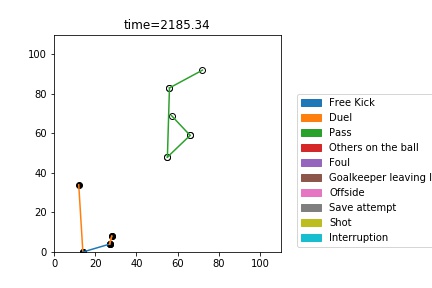 time=2185.34
100
80
60
40
20
0
0 20 40 60 80 100
Free Kick
Duel
Pass
Others on the ball
Foul
Goalkeeper leaving l
Offside
Save attempt
Shot
Interruption